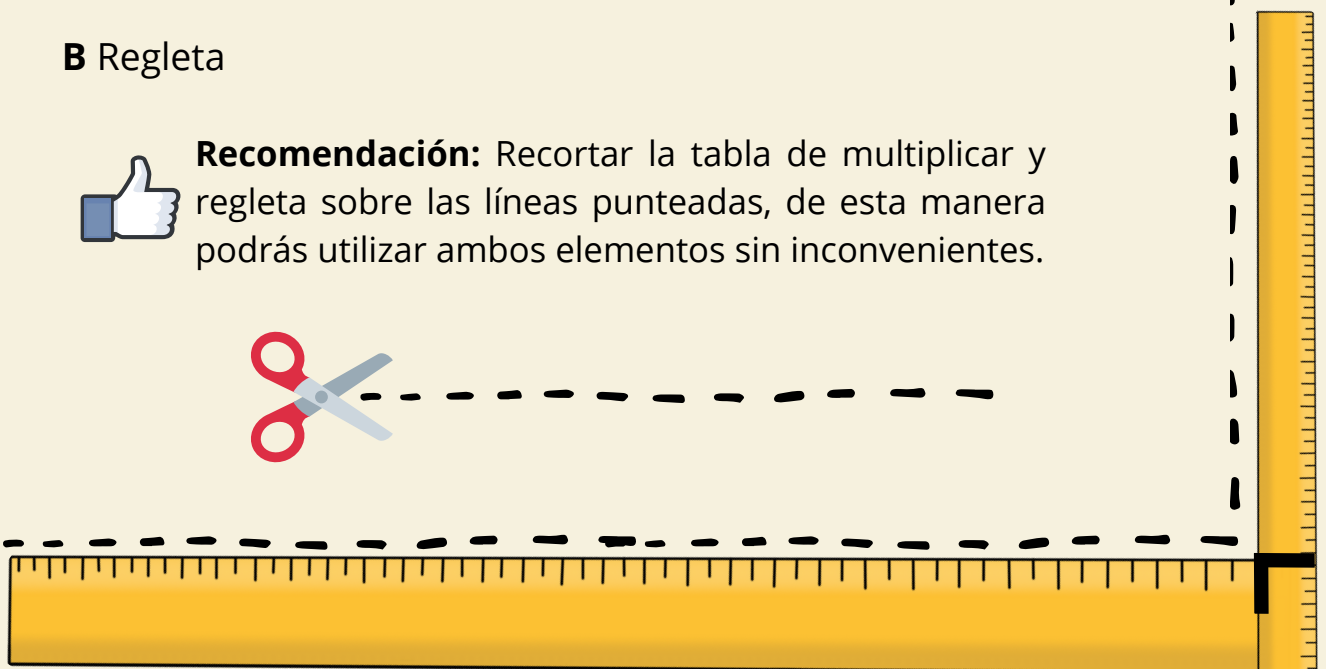 B Regleta
Recomendación: Recortar la tabla de multiplicar y
regleta sobre las líneas punteadas, de esta manera
podrás utilizar ambos elementos sin inconvenientes.